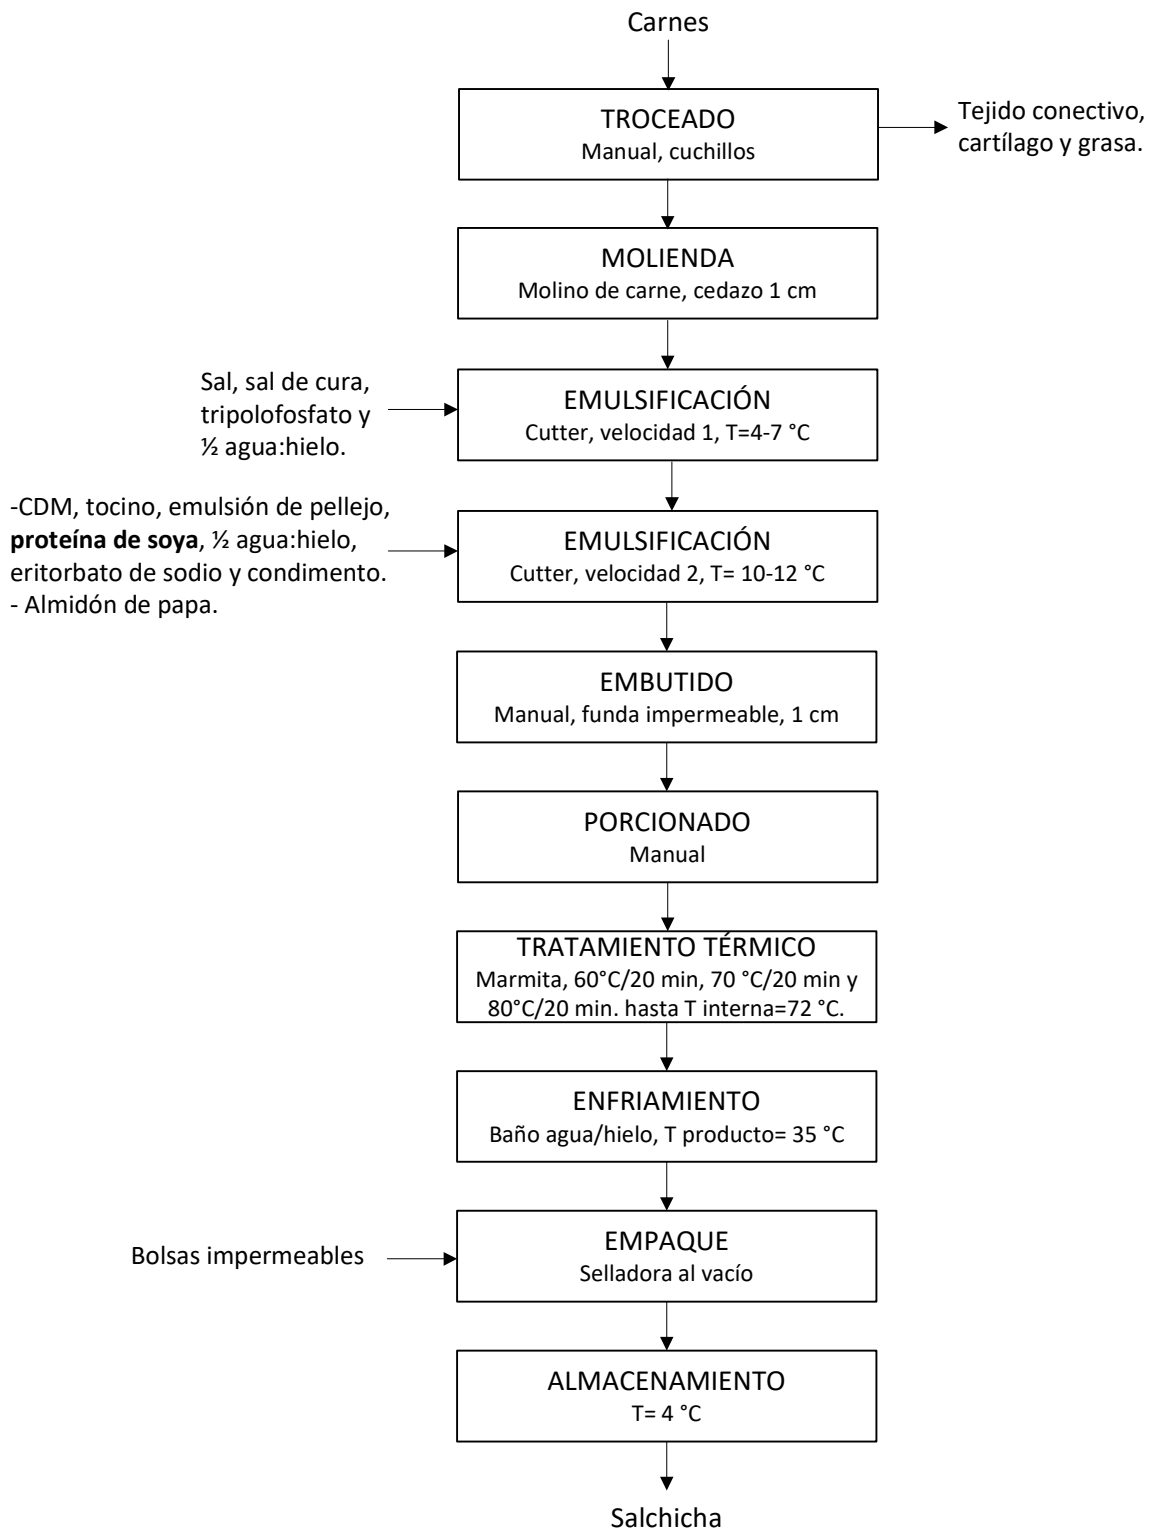 Carnes
TROCEADO
Manual, cuchillos
Tejido conectivo,
cartílago y grasa.
MOLIENDA
Molino de carne, cedazo 1 cm
Sal, sal de cura,
tripolofosfato y
½ agua:hielo.
EMULSIFICACIÓN
Cutter, velocidad 1, T=4-7 °C
-CDM, tocino, emulsión de pellejo,
proteína de soya, ½ agua:hielo,
eritorbato de sodio y condimento.
- Almidón de papa.
EMULSIFICACIÓN
Cutter, velocidad 2, T= 10-12 °C
EMBUTIDO
Manual, funda impermeable, 1 cm
PORCIONADO
Manual
TRATAMIENTO TÉRMICO
Marmita, 60°C/20 min, 70 °C/20 min y
80°C/20 min. hasta T interna=72 °C.
ENFRIAMIENTO
Baño agua/hielo, T producto= 35 °C
Bolsas impermeables
EMPAQUE
Selladora al vacío
ALMACENAMIENTO
T= 4 °C
Salchicha